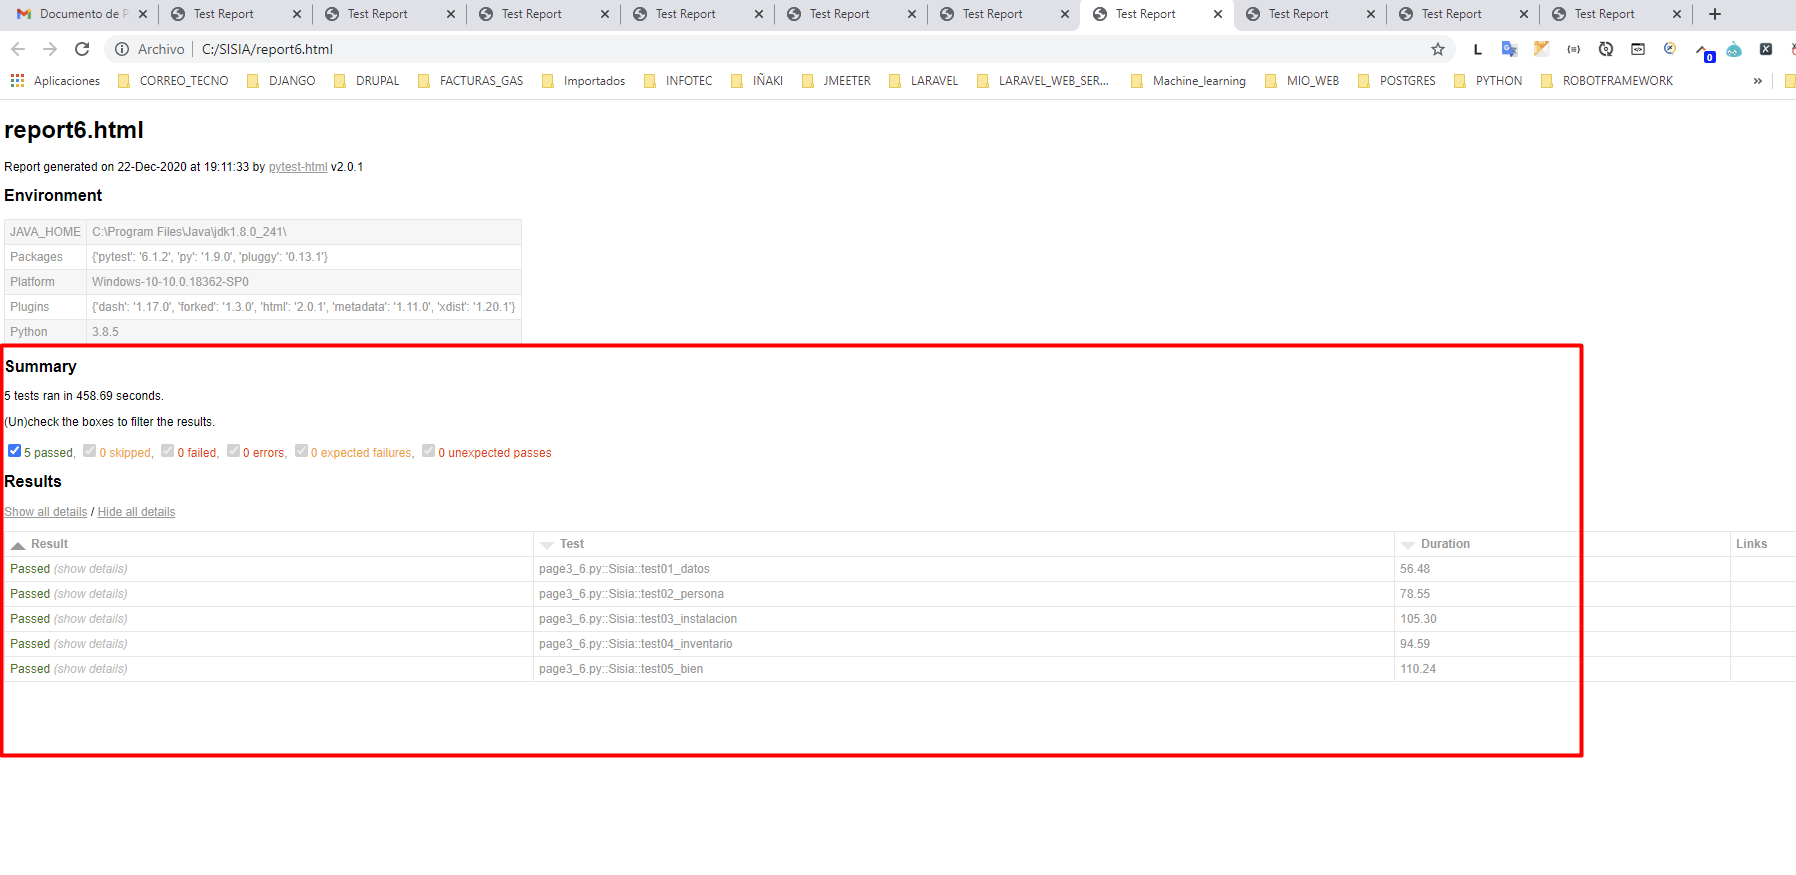 Documento de P
Test Report
Test Report
Test Report
Test Report
Test Report
Test Report
Test Report
Test Report
Test Report
Test Report
Archivo
C:/SISIA/report6.html
L
0
Aplicaciones
CORREO_TECNO
DJANGO
DRUPAL
FACTURAS_GAS
Importados
INFOTEC
IÑAKI
JMEETER
LARAVEL
LARAVEL_WEB_SER...
Machine_learning
MIO_WEB
POSTGRES
PYTHON
ROBOTFRAMEWORK
»
report6.html
Report generated on 22-Dec-2020 at 19:11:33 by pytest-html v2.0.1
Environment
JAVA_HOME C:\Program Files\Java\jdk1.8.0_241\
Packages {'pytest': '6.1.2', 'py': '1.9.0', 'pluggy': '0.13.1'}
Platform Windows-10-10.0.18362-SP0
Plugins {'dash': '1.17.0', 'forked': '1.3.0', 'html': '2.0.1', 'metadata': '1.11.0', 'xdist': '1.20.1'}
Python 3.8.5
Summary
5 tests ran in 458.69 seconds.
(Un)check the boxes to filter the results.
5 passed, 0 skipped, 0 failed, 0 errors, 0 expected failures, 0 unexpected passes
Results
Show all details / Hide all details
Result Test Duration Links
Passed (show details) page3_6.py::Sisia::test01_datos 56.48
Passed (show details) page3_6.py::Sisia::test02_persona 78.55
Passed (show details) page3_6.py::Sisia::test03_instalacion 105.30
Passed (show details) page3_6.py::Sisia::test04_inventario 94.59
Passed (show details) page3_6.py::Sisia::test05_bien 110.24